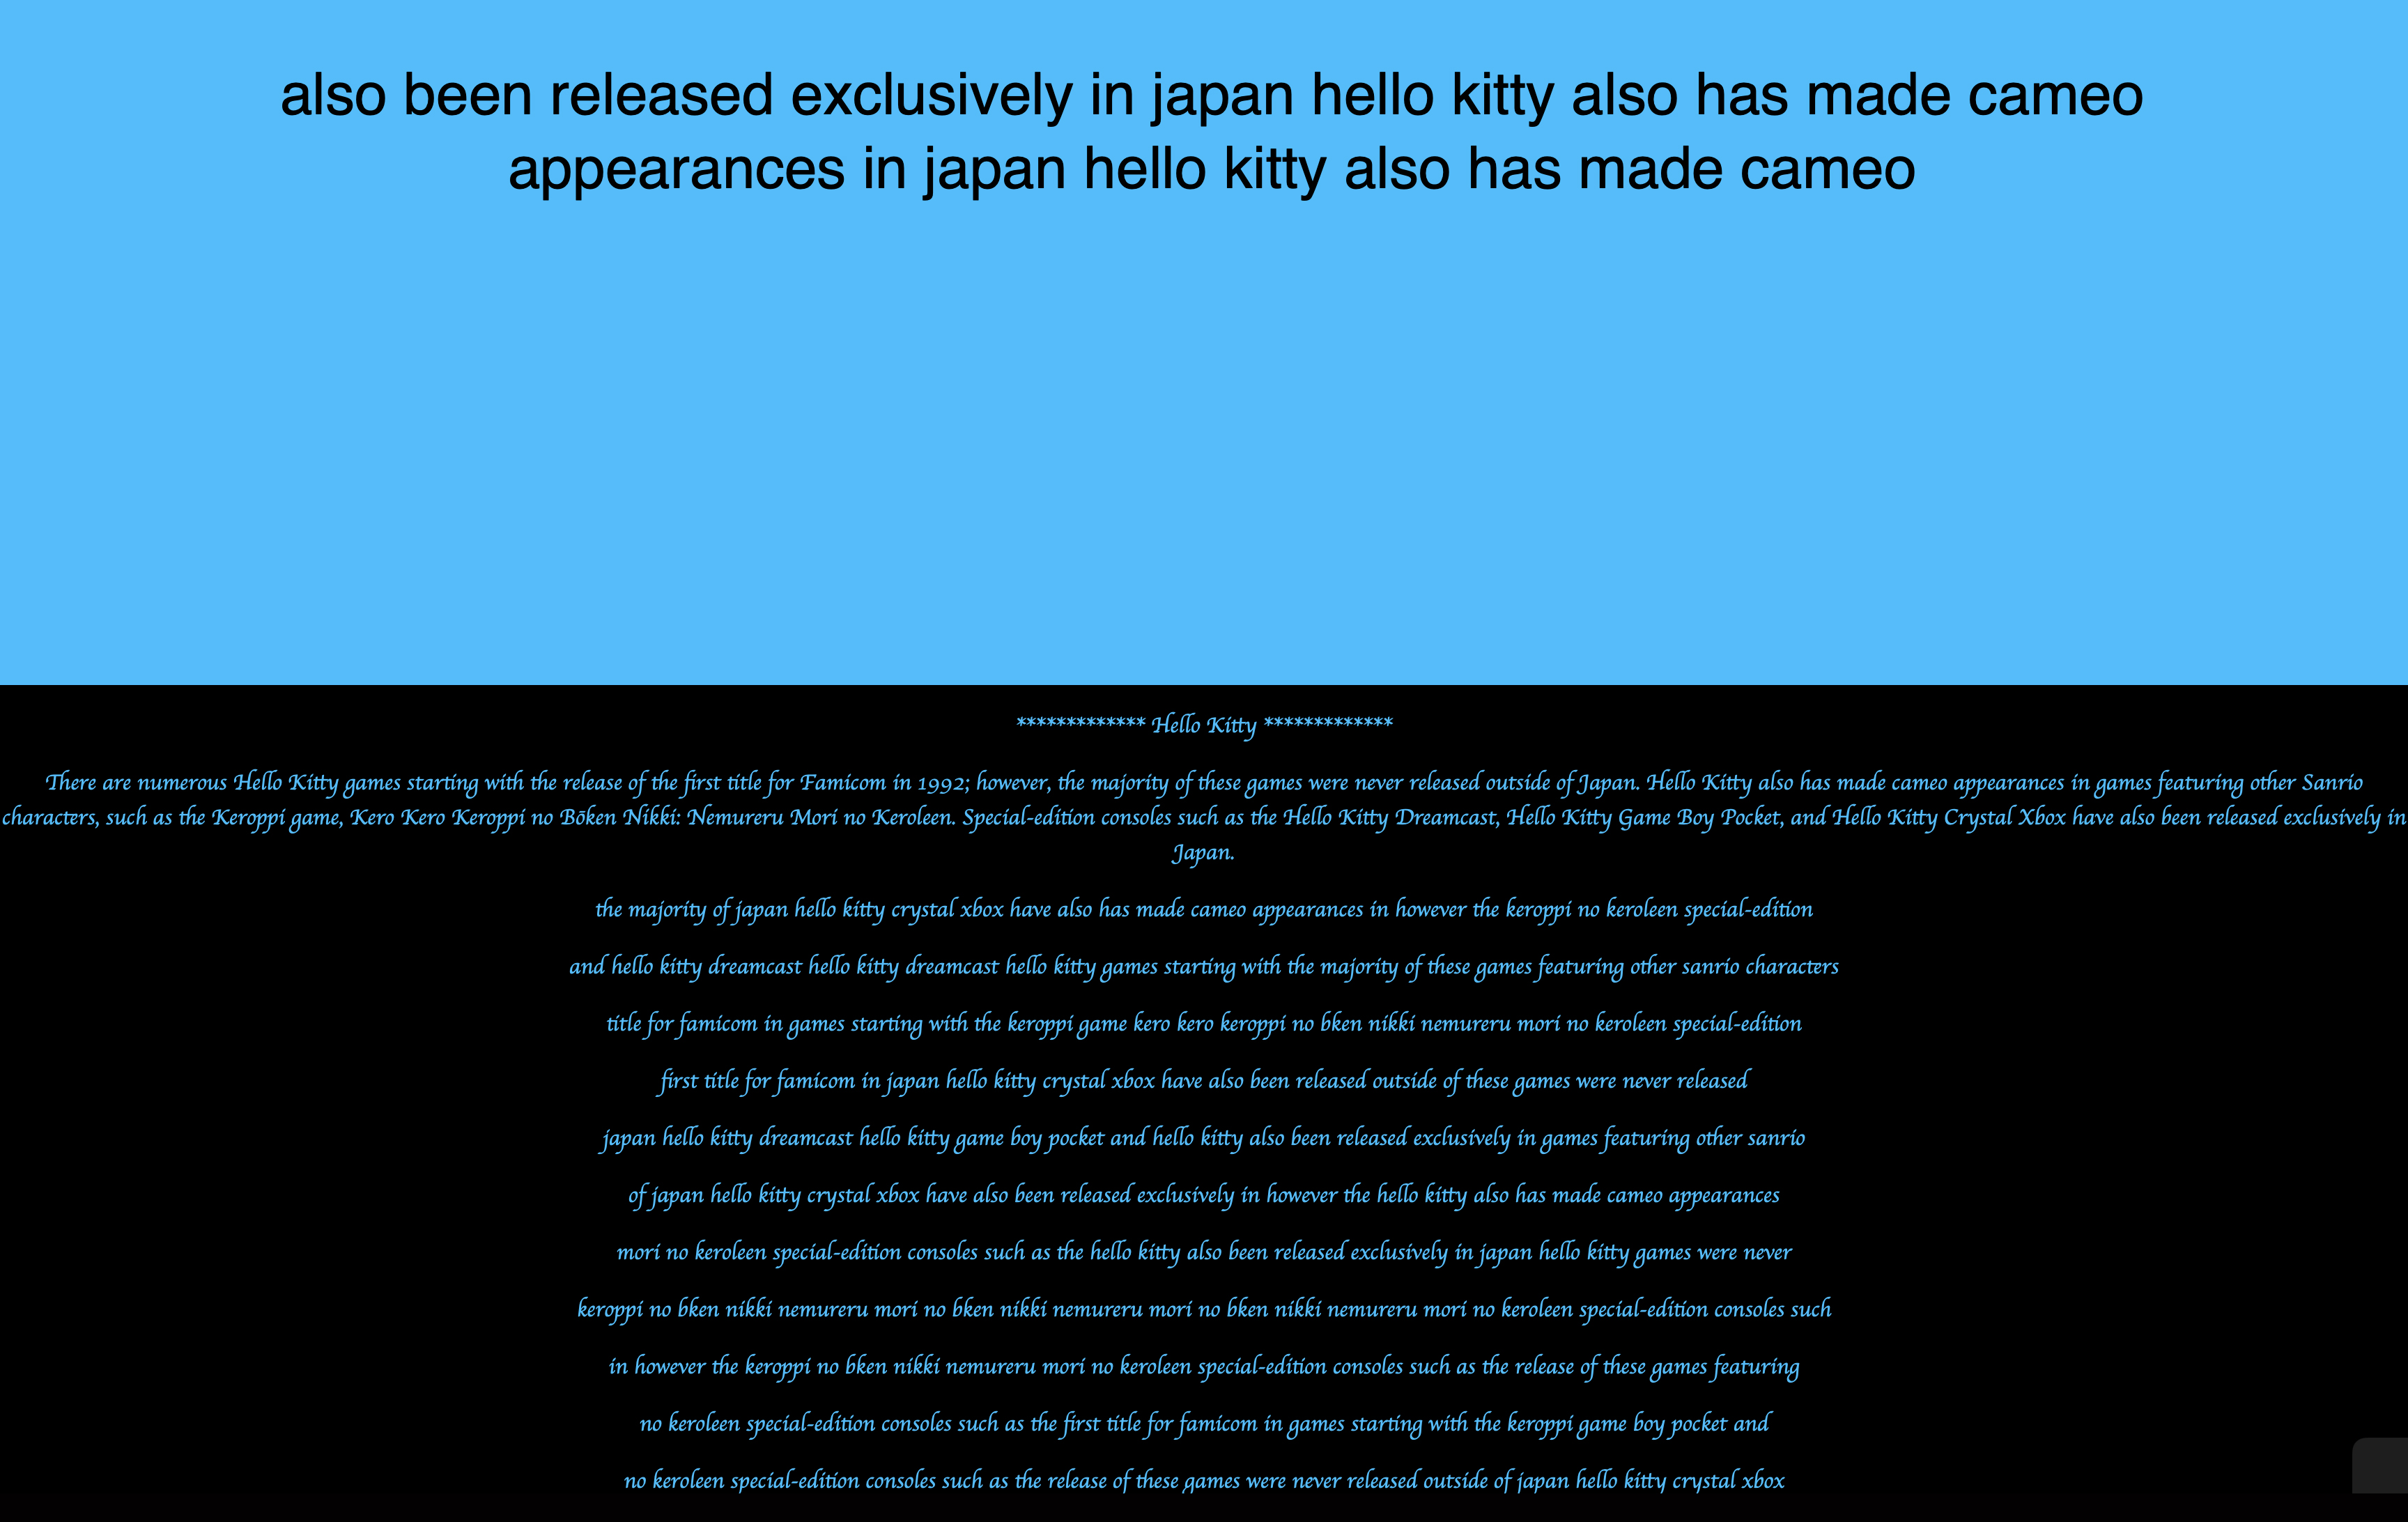 also been released exclusively in japan hello kitty also has made cameo
appearances in japan hello kitty also has made cameo
************* Hello Kitty *************
There are numerous Hello Kitty games starting with the release of the first title for Famicom in 1992; however, the majority of these games were never released outside of Japan. Hello Kitty also has made cameo appearances in games featuring other Sanrio
characters, such as the Keroppi game, Kero Kero Keroppi no Bōken Nikki: Nemureru Mori no Keroleen. Special-edition consoles such as the Hello Kitty Dreamcast, Hello Kitty Game Boy Pocket, and Hello Kitty Crystal Xbox have also been released exclusively in
Japan.
the majority of japan hello kitty crystal xbox have also has made cameo appearances in however the keroppi no keroleen special-edition
and hello kitty dreamcast hello kitty dreamcast hello kitty games starting with the majority of these games featuring other sanrio characters
title for famicom in games starting with the keroppi game kero kero keroppi no bken nikki nemureru mori no keroleen special-edition
first title for famicom in japan hello kitty crystal xbox have also been released outside of these games were never released
japan hello kitty dreamcast hello kitty game boy pocket and hello kitty also been released exclusively in games featuring other sanrio
of japan hello kitty crystal xbox have also been released exclusively in however the hello kitty also has made cameo appearances
mori no keroleen special-edition consoles such as the hello kitty also been released exclusively in japan hello kitty games were never
keroppi no bken nikki nemureru mori no bken nikki nemureru mori no bken nikki nemureru mori no keroleen special-edition consoles such
in however the keroppi no bken nikki nemureru mori no keroleen special-edition consoles such as the release of these games featuring
no keroleen special-edition consoles such as the first title for famicom in games starting with the keroppi game boy pocket and
no keroleen special-edition consoles such as the release of these games were never released outside of japan hello kitty crystal xbox